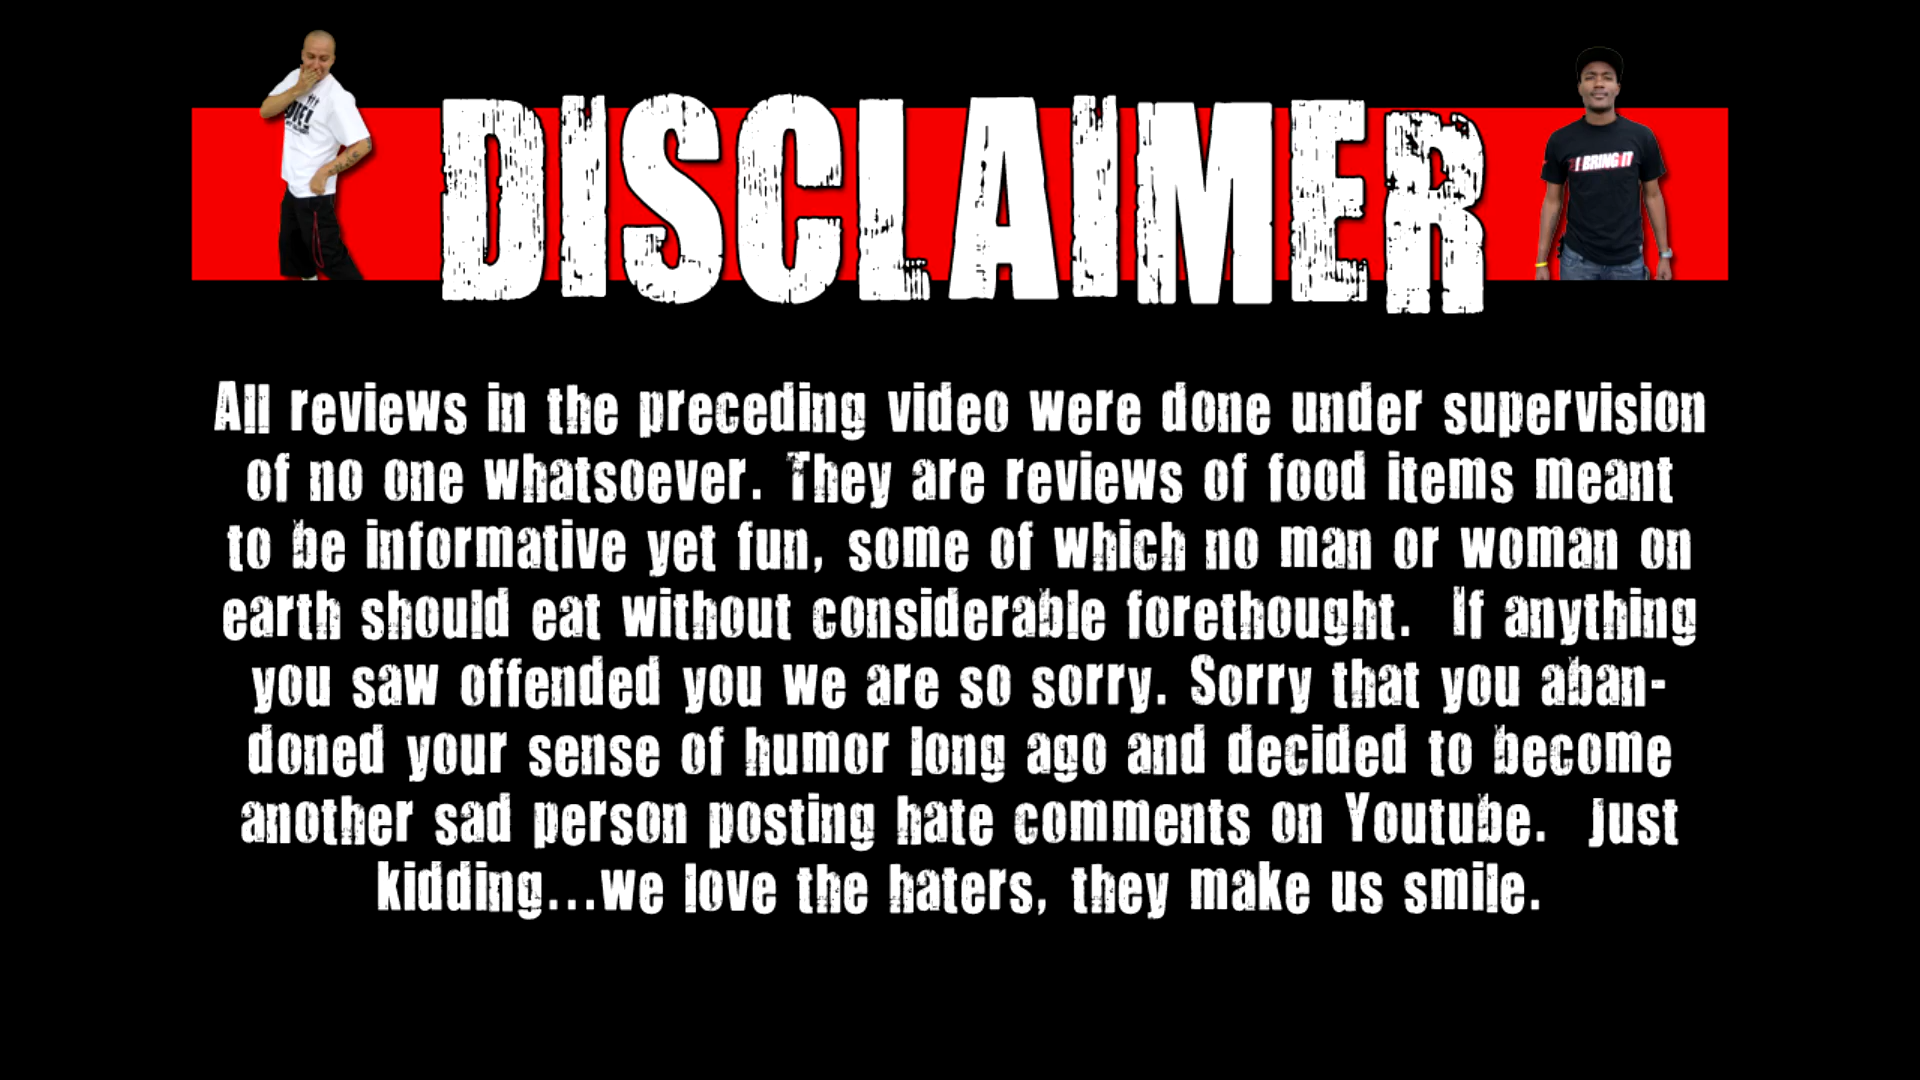 DISCLAIMER
DIET
I BRING IT
All reviews in the preceding video were done under supervision
of no one whatsoever. They are reviews of food items meant
to be informative yet fun, some of which no man or woman on
earth should eat without considerable forethought.  If anything
you saw offended you we are so sorry. Sorry that you aban-
doned your sense of humor long ago and decided to become
another sad person posting hate comments on Youtube.  Just
kidding...we love the haters, they make us smile.